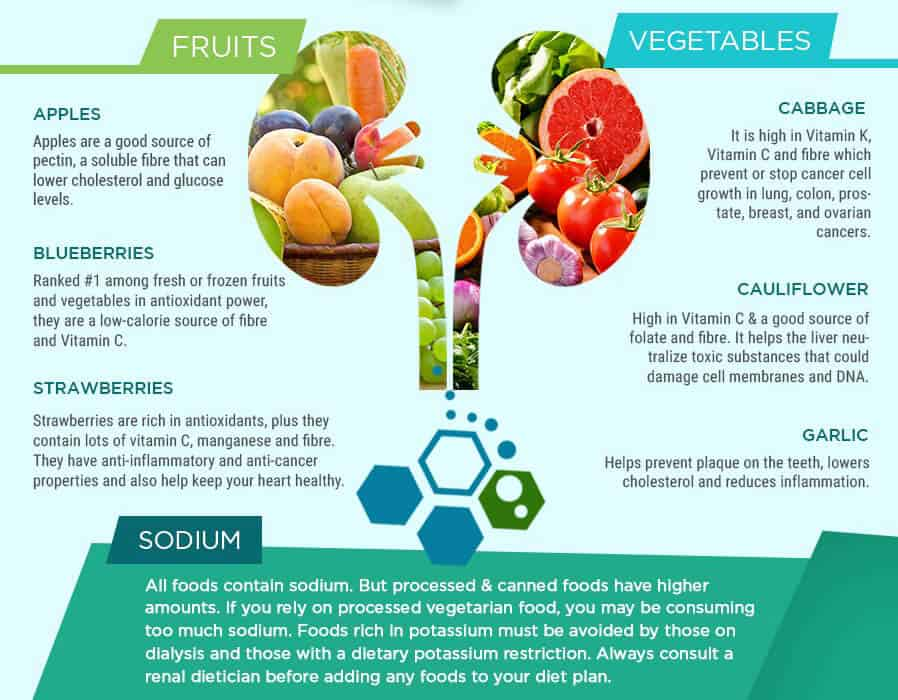 FRUITS
APPLES
Apples are a good source of
pectin, a soluble fibre that can
lower cholesterol and glucose
levels.
BLUEBERRIES
Ranked #1 among fresh or frozen fruits
and vegetables in antioxidant power,
they are a low-calorie source of fibre
and Vitamin C.
STRAWBERRIES
Strawberries are rich in antioxidants, plus they
contain lots of vitamin C, manganese and fibre.
They have anti-inflammatory and anti-cancer
properties and also help keep your heart healthy.
VEGETABLES
CABBAGE
It is high in Vitamin K,
Vitamin C and fibre which
prevent or stop cancer cell
growth in lung, colon, pros-
tate, breast, and ovarian
cancers.
CAULIFLOWER
High in Vitamin C & a good source of
folate and fibre. It helps the liver neu-
tralize toxic substances that could
damage cell membranes and DNA.
GARLIC
Helps prevent plaque on the teeth, lowers
cholesterol and reduces inflammation.
SODIUM
All foods contain sodium. But processed & canned foods have higher
amounts. If you rely on processed vegetarian food, you may be consuming
too much sodium. Foods rich in potassium must be avoided by those on
dialysis and those with a dietary potassium restriction. Always consult a
renal dietician before adding any foods to your diet plan.